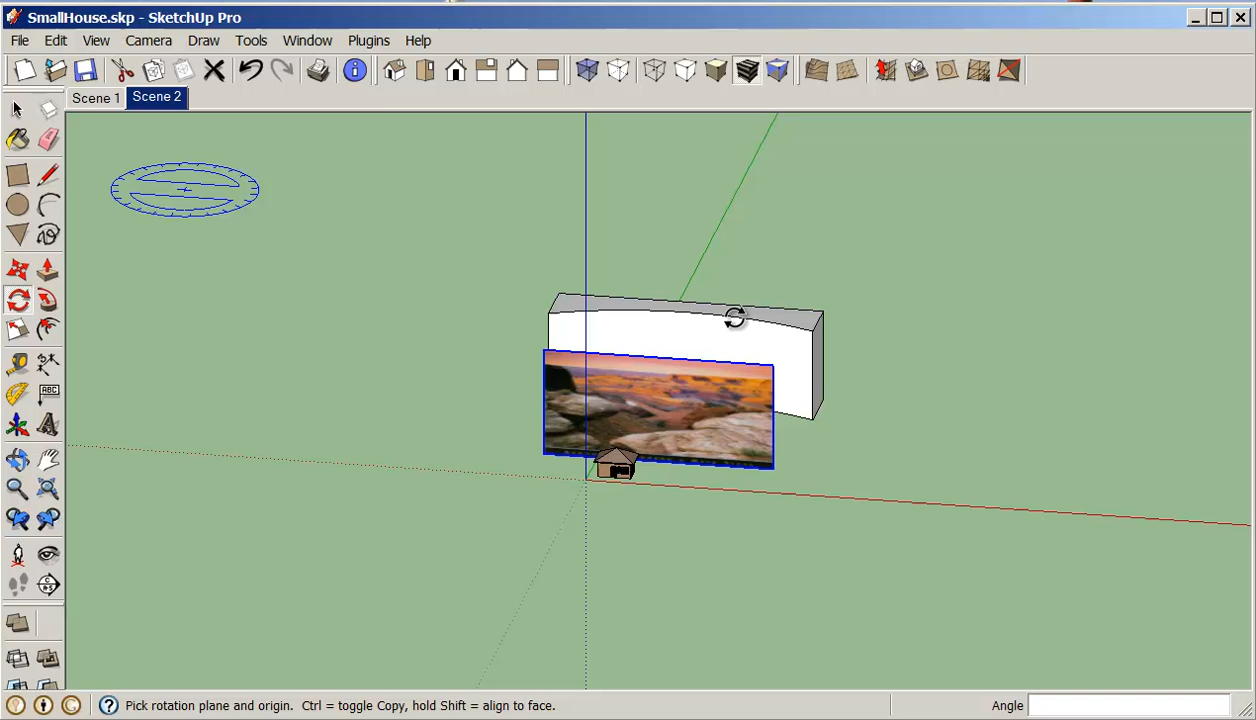 SmallHouse.skp - SketchUp Pro
File Edit View Camera Draw Tools Window Plugins Help
Scene 1 Scene 2
ABC
Pick rotation plane and origin. Ctrl = toggle Copy, hold Shift = align to face. Angle